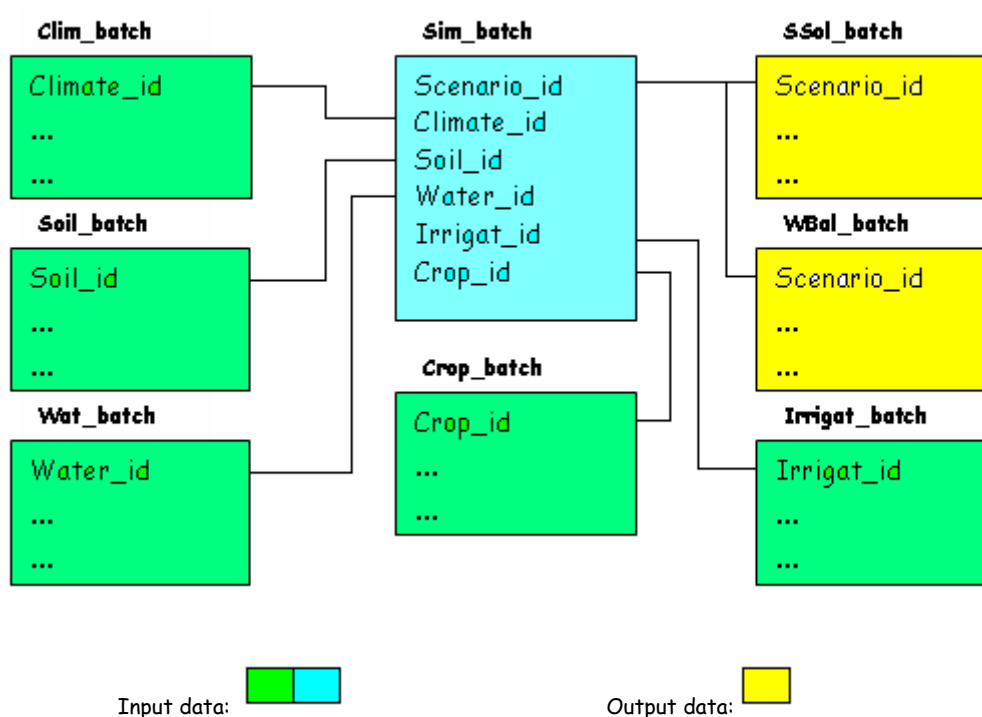 Clim_batch
Climate_id
...
...
Soil_batch
Soil_id
...
...
Wat_batch
Water_id
...
...
Sim_batch
Scenario_id
Climate_id
Soil_id
Water_id
Irrigat_id
Crop_id
Crop_batch
Crop_id
...
...
SSol_batch
Scenario_id
...
...
WBal_batch
Scenario_id
...
...
Irrigat_batch
Irrigat_id
...
...
Input data:
Output data: